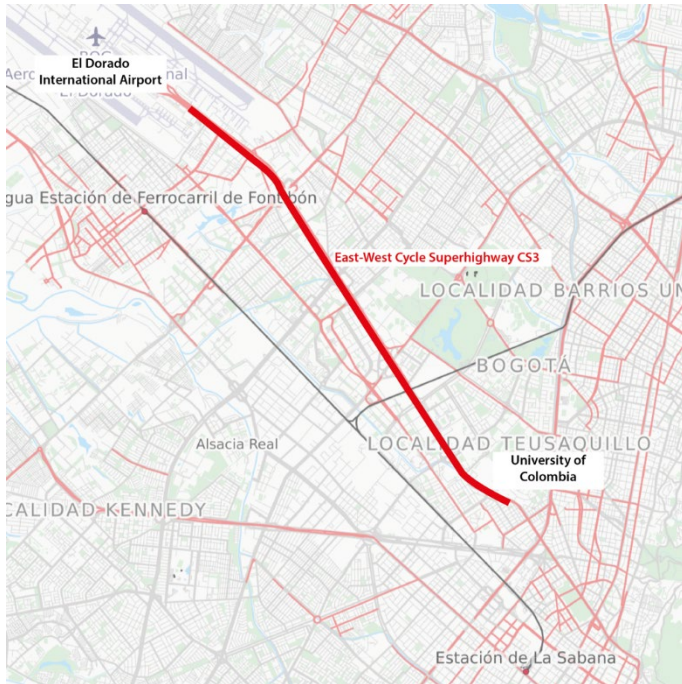 El Dorado
International Airport
gua Estación de Ferrocarril de Fontibón
East-West Cycle Superhighway CS3
LOCALIDAD BARRIOS UN
BOGOTÁ
Alsacia Real
LOCALIDAD TEUSAQUILLO
University of
Colombia
CALIDAD KENNEDY
Estación de La Sabana